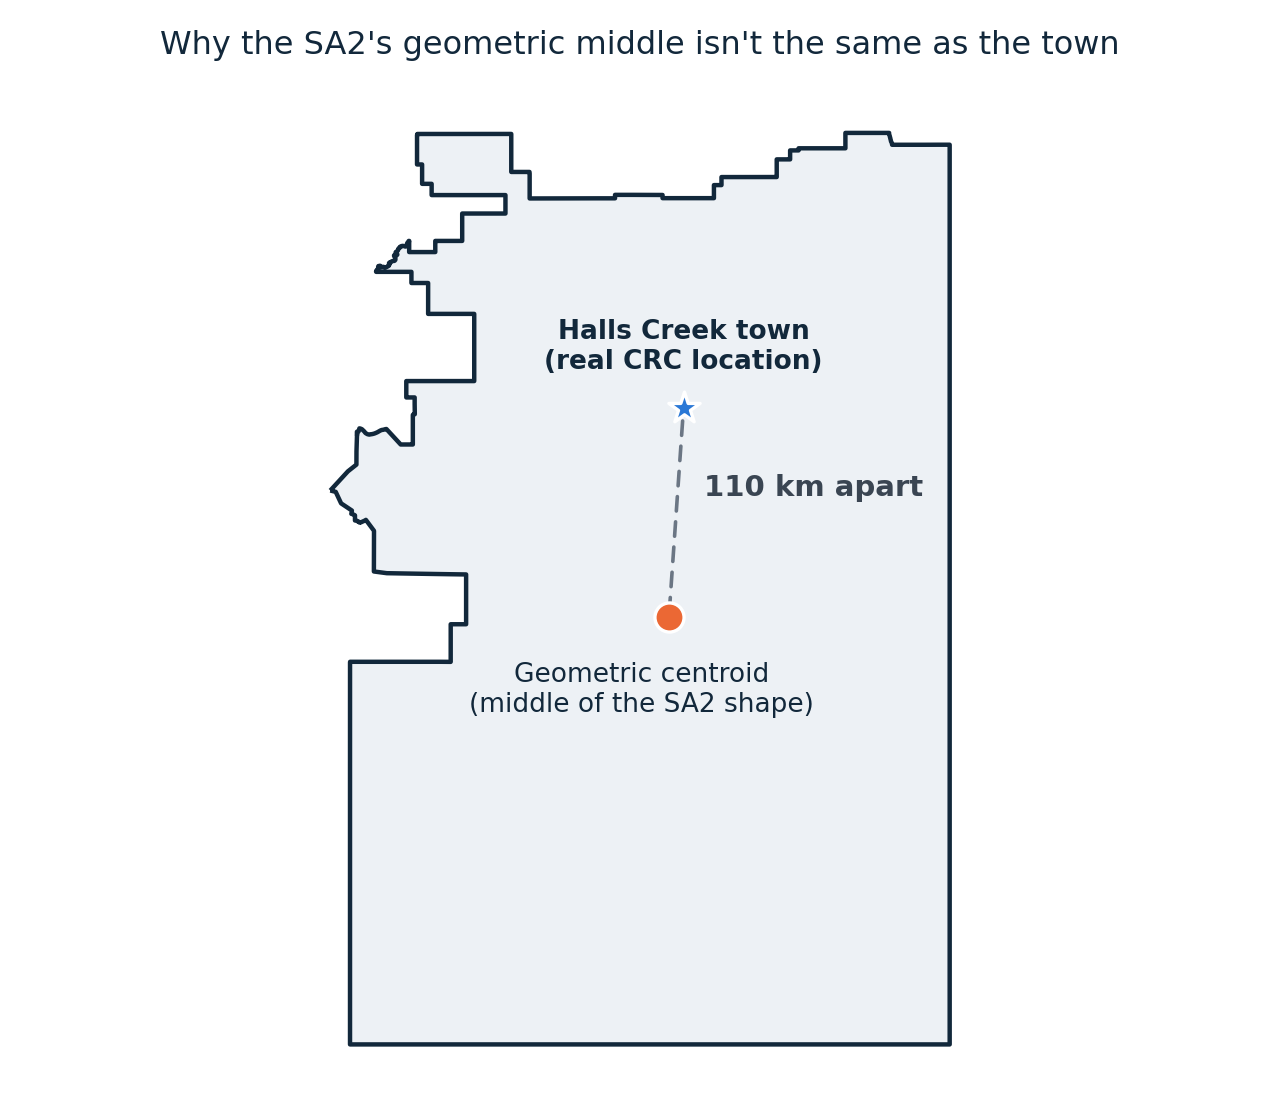 Why the SA2's geometric middle isn't the same as the town
Halls Creek town
(real CRC location)
110 km apart
Geometric centroid
(middle of the SA2 shape)